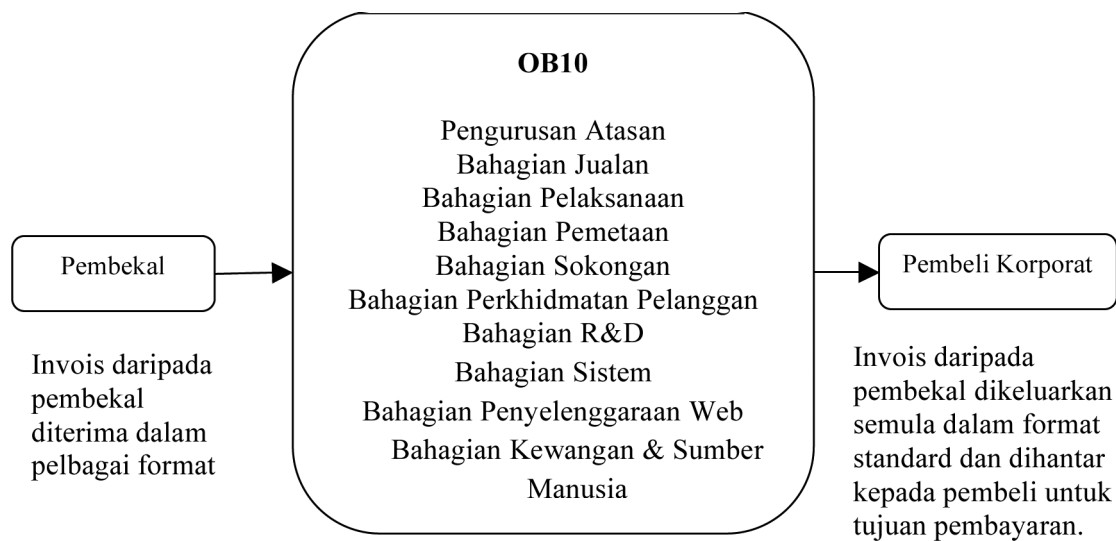 OB10
Pengurusan Atasan
Bahagian Jualan
Bahagian Pelaksanaan
Bahagian Pemetaan
Bahagian Sokongan
Bahagian Perkhidmatan Pelanggan
Bahagian R&D
Bahagian Sistem
Bahagian Penyelenggaraan Web
Bahagian Kewangan & Sumber
Manusia
Pembekal
Invois daripada
pembekal
diterima dalam
pelbagai format
Pembeli Korporat
Invois daripada
pembekal dikeluarkan
semula dalam format
standard dan dihantar
kepada pembeli untuk
tujuan pembayaran.